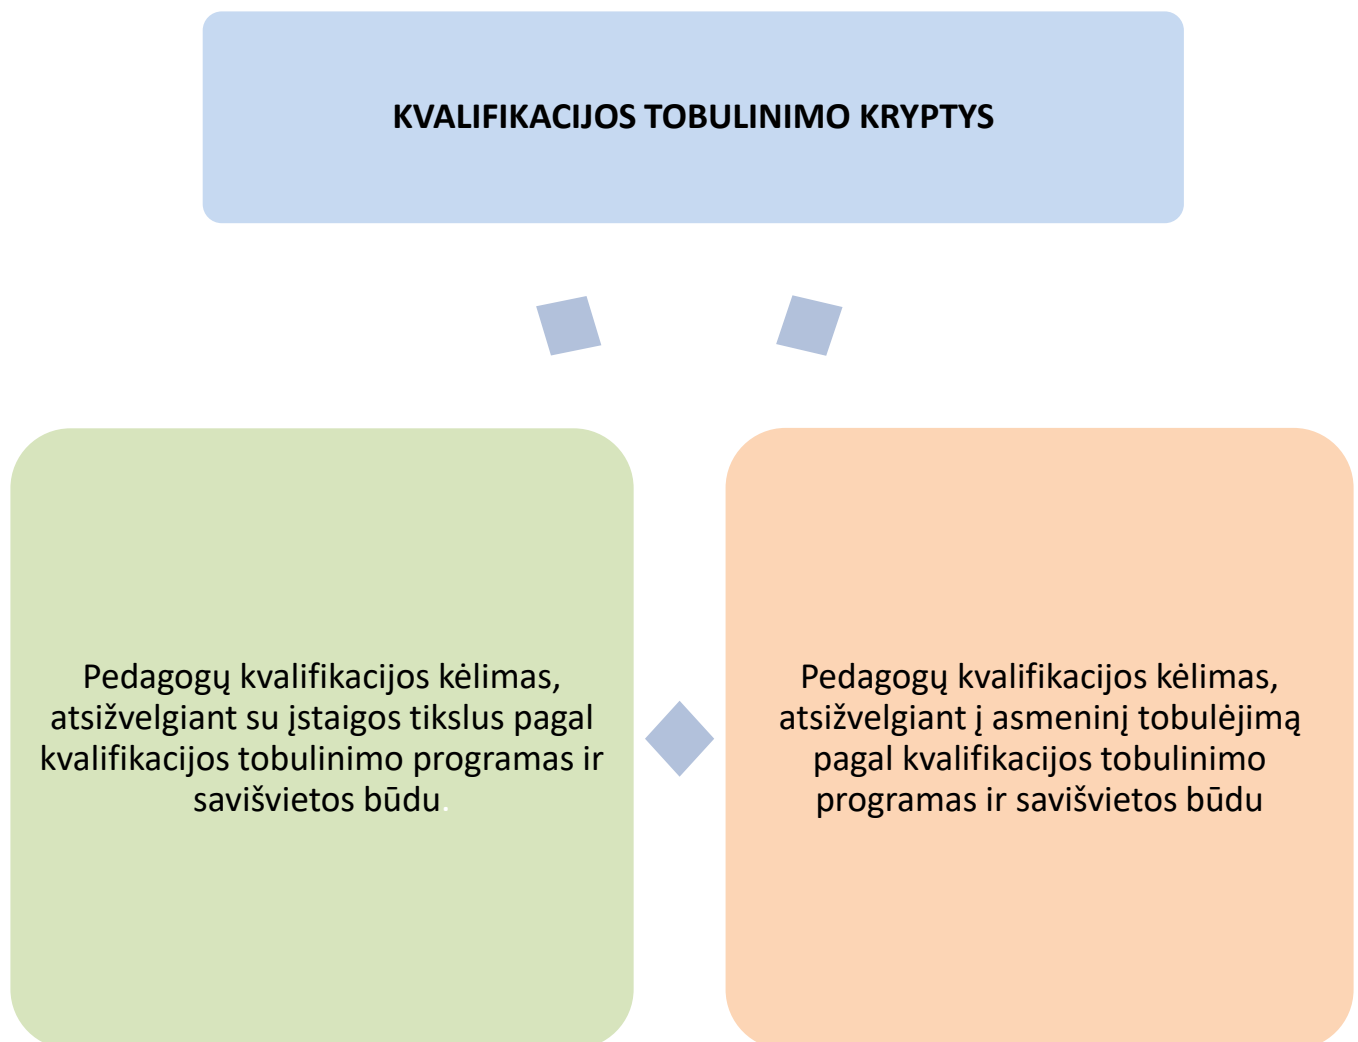 KVALIFIKACIJOS TOBULINIMO KRYPTYS
Pedagogų kvalifikacijos kėlimas,
atsižvelgiant su įstaigos tikslus pagal
kvalifikacijos tobulinimo programas ir
savišvietos būdu.
Pedagogų kvalifikacijos kėlimas,
atsižvelgiant į asmeninį tobulėjimą
pagal kvalifikacijos tobulinimo
programas ir savišvietos būdu